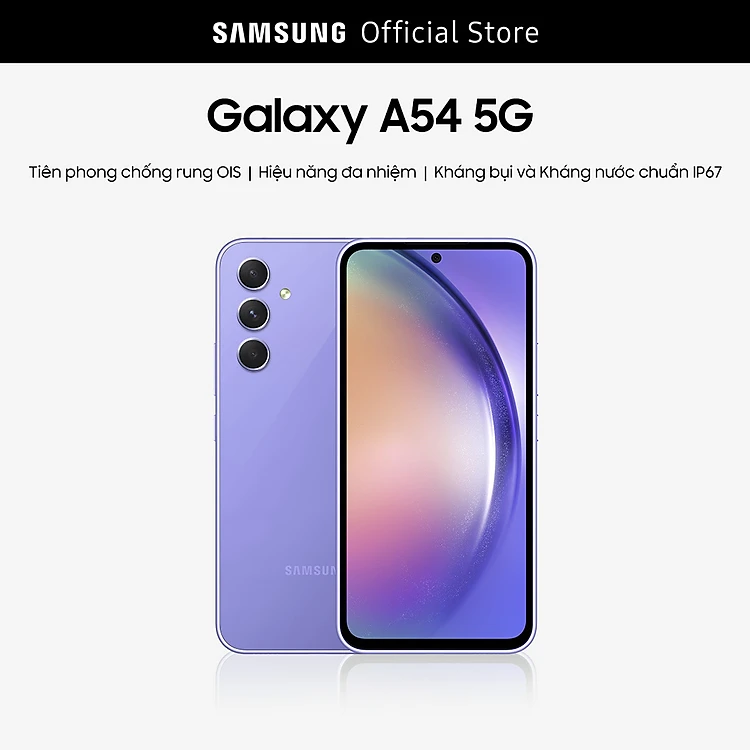 SAMSUNG Official Store
Galaxy A54 5G
Tiên phong chống rung OIS | Hiệu năng đa nhiệm | Kháng bụi và Kháng nước chuẩn IP67
SAMSUN